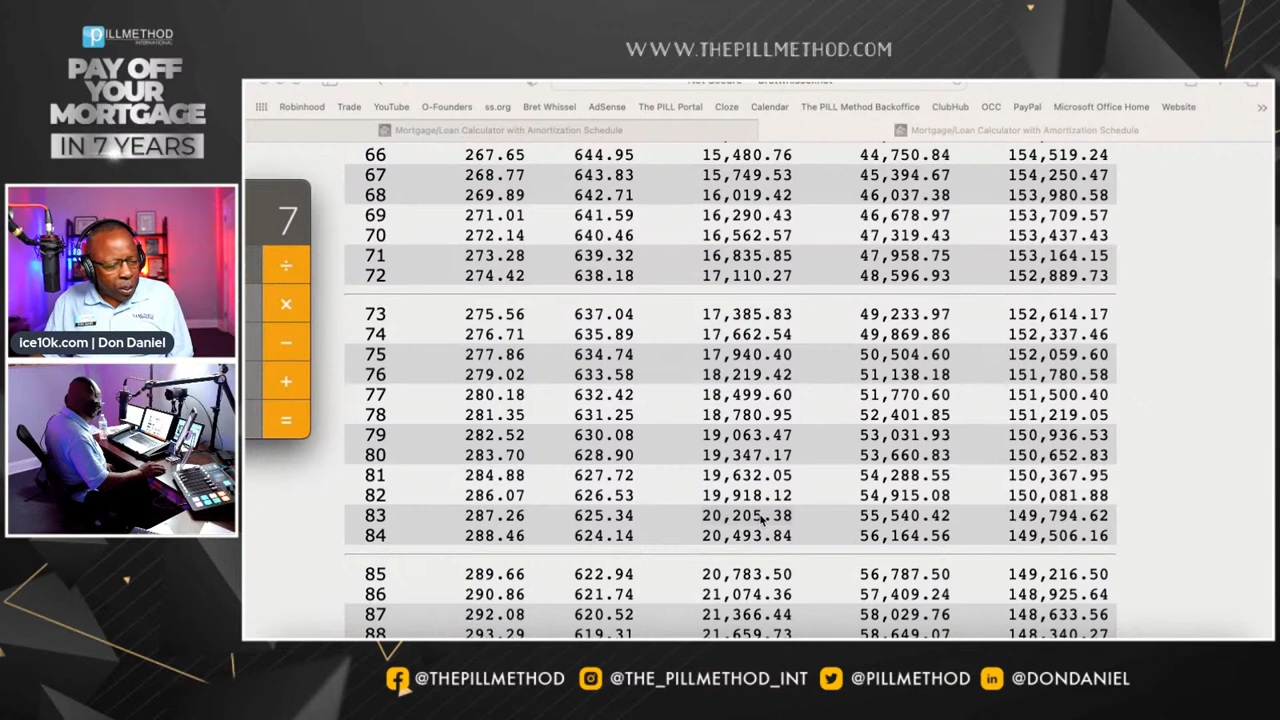 PILLMETHOD
INTERNATIONAL
PAY OFF
YOUR
MORTGAGE
IN 7 YEARS
WWW.THEPILLMETHOD.COM
Robinhood Trade YouTube O-Founders ss.org Bret Whissel AdSense The PILL Portal Cloze Calendar The PILL Method Backoffice ClubHub OCC PayPal Microsoft Office Home Website
Mortgage/Loan Calculator with Amortization Schedule Mortgage/Loan Calculator with Amortization Schedule
7
÷
×
−
+
=
66 267.65 644.95 15,480.76 44,750.84 154,519.24
67 268.77 643.83 15,749.53 45,394.67 154,250.47
68 269.89 642.71 16,019.42 46,037.38 153,980.58
69 271.01 641.59 16,290.43 46,678.97 153,709.57
70 272.14 640.46 16,562.57 47,319.43 153,437.43
71 273.28 639.32 16,835.85 47,958.75 153,164.15
72 274.42 638.18 17,110.27 48,596.93 152,889.73
73 275.56 637.04 17,385.83 49,233.97 152,614.17
74 276.71 635.89 17,662.54 49,869.86 152,337.46
75 277.86 634.74 17,940.40 50,504.60 152,059.60
76 279.02 633.58 18,219.42 51,138.18 151,780.58
77 280.18 632.42 18,499.60 51,770.60 151,500.40
78 281.35 631.25 18,780.95 52,401.85 151,219.05
79 282.52 630.08 19,063.47 53,031.93 150,936.53
80 283.70 628.90 19,347.17 53,660.83 150,652.83
81 284.88 627.72 19,632.05 54,288.55 150,367.95
82 286.07 626.53 19,918.12 54,915.08 150,081.88
83 287.26 625.34 20,205.38 55,540.42 149,794.62
84 288.46 624.14 20,493.84 56,164.56 149,506.16
85 289.66 622.94 20,783.50 56,787.50 149,216.50
86 290.86 621.74 21,074.36 57,409.24 148,925.64
87 292.08 620.52 21,366.44 58,029.76 148,633.56
88 293.29 619.31 21,659.73 58,649.07 148,340.27
ice10k.com | Don Daniel
@THEPILLMETHOD @THE_PILLMETHOD_INT @PILLMETHOD @DONDANIEL